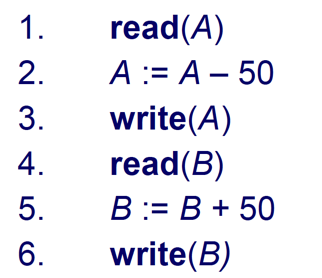 1. read(A)
2. A := A – 50
3. write(A)
4. read(B)
5. B := B + 50
6. write(B)